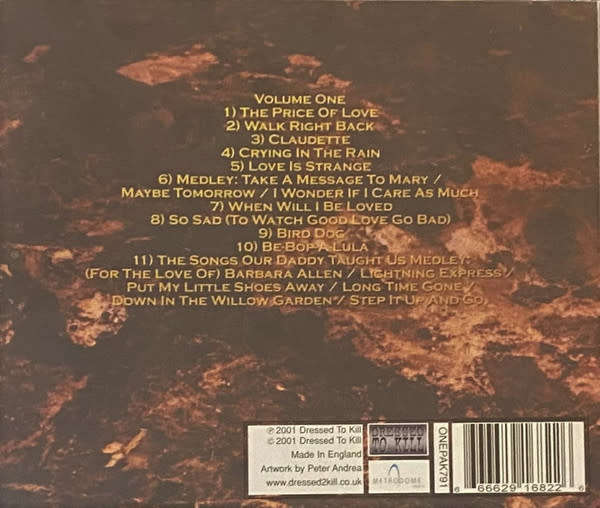 VOLUME ONE
1) THE PRICE OF LOVE
2) WALK RIGHT BACK
3) CLAUDETTE
4) CRYING IN THE RAIN
5) LOVE IS STRANGE
6) MEDLEY: TAKE A MESSAGE TO MARY /
MAYBE TOMORROW / I WONDER IF I CARE AS MUCH
7) WHEN WILL I BE LOVED
8) SO SAD (TO WATCH GOOD LOVE GO BAD)
9) BIRD DOG
10) BE-BOP A LULA
11) THE SONGS OUR DADDY TAUGHT US MEDLEY:
(FOR THE LOVE OF) BARBARA ALLEN / LIGHTNING EXPRESS /
PUT MY LITTLE SHOES AWAY / LONG TIME GONE /
DOWN IN THE WILLOW GARDEN / STEP IT UP AND GO
℗ 2001 Dressed To Kill
© 2001 Dressed To Kill
Made In England
Artwork by Peter Andrea
www.dressed2kill.co.uk
DRESSED
TO KILL
METRODOME
ONEPAK791
6 66629 16822 6